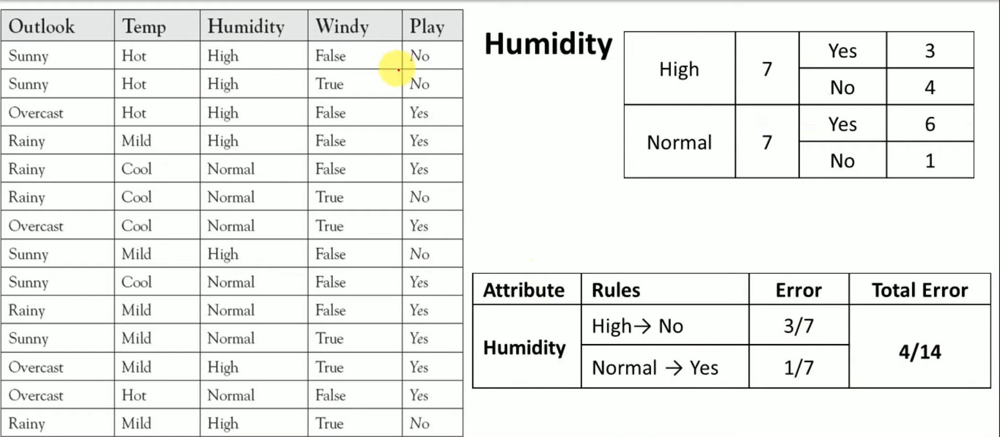 Outlook Temp Humidity Windy Play
Sunny Hot High False No
Sunny Hot High True No
Overcast Hot High False Yes
Rainy Mild High False Yes
Rainy Cool Normal False Yes
Rainy Cool Normal True No
Overcast Cool Normal True Yes
Sunny Mild High False No
Sunny Cool Normal False Yes
Rainy Mild Normal False Yes
Sunny Mild Normal True Yes
Overcast Mild High True Yes
Overcast Hot Normal False Yes
Rainy Mild High True No
Humidity
High 7 Yes 3
No 4
Normal 7 Yes 6
No 1
Attribute Rules Error Total Error
Humidity High→ No 3/7 4/14
Normal → Yes 1/7